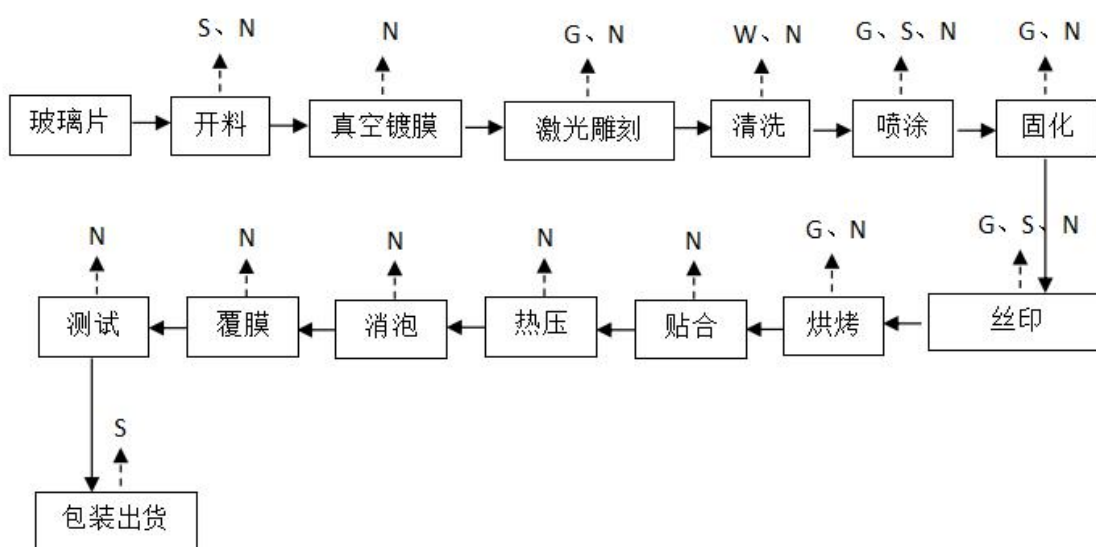 S、N
N
G、N
W、N
G、S、N
G、N
玻璃片
开料
真空镀膜
激光雕刻
清洗
喷涂
固化
N
N
N
N
N
G、N
G、S、N
测试
覆膜
消泡
热压
贴合
烘烤
丝印
S
包装出货